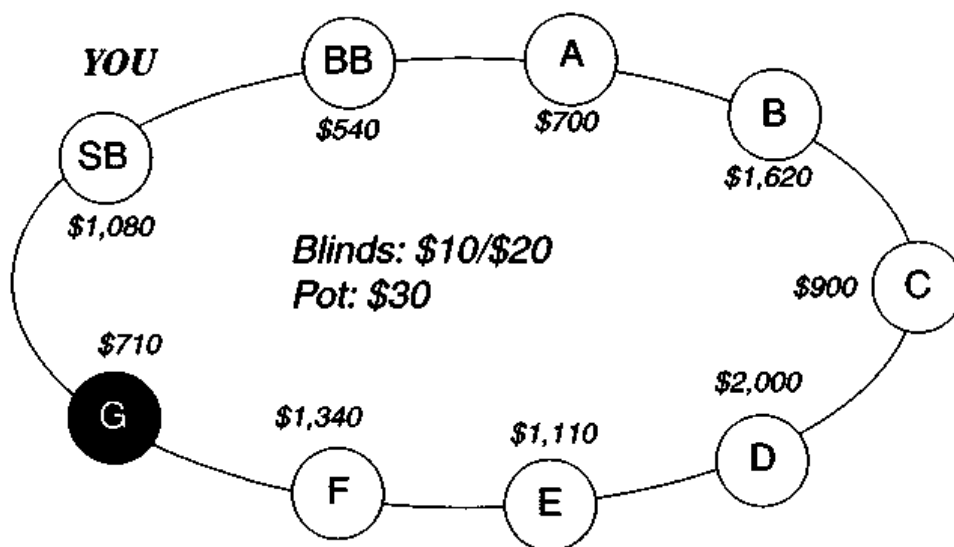 YOU
BB
A
B
SB
$540
$700
$1,620
$1,080
Blinds: $10/$20
Pot: $30
$900
C
$710
$2,000
G
$1,340
$1,110
F
E
D